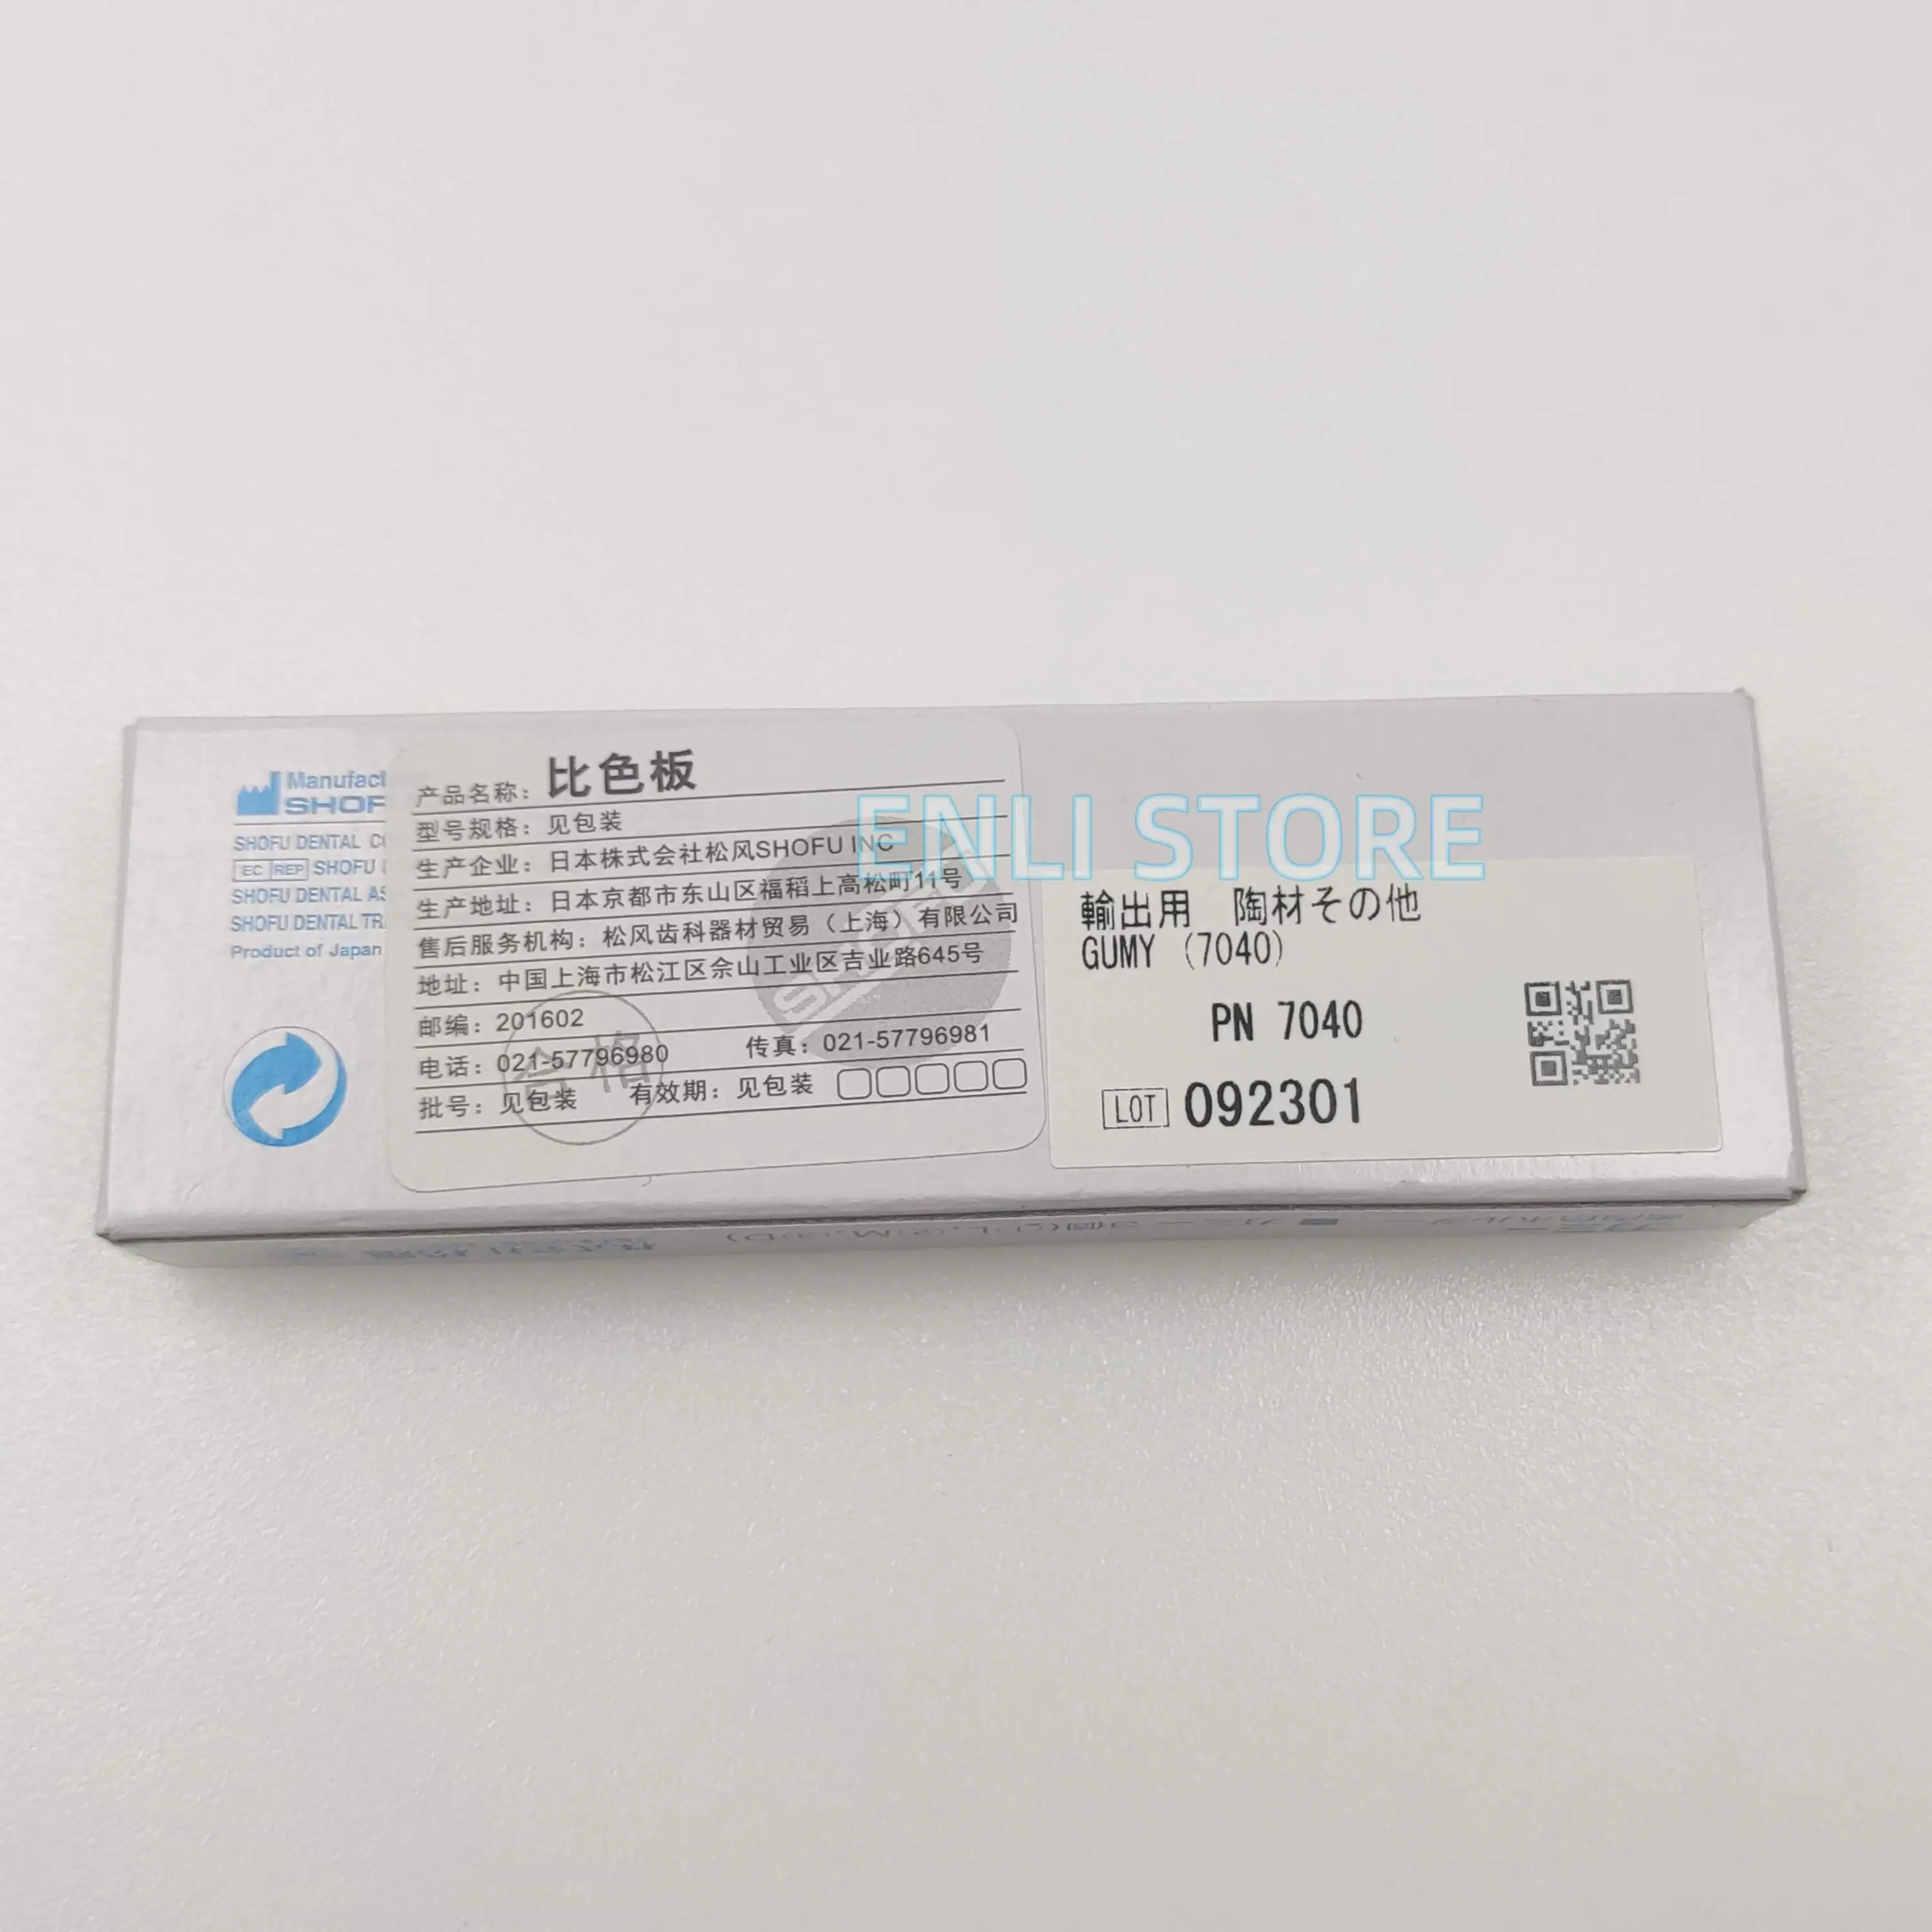 Manufact
SHOF
SHOFU DENTAL
EC REP SHOFU
SHOFU DENTAL AS
SHOFU DENTAL TR
Product of Japan
产品名称：比色板
型号规格：见包装
生产企业：日本株式会社松风SHOFU INC
生产地址：日本京都市东山区福稻上高松町11号
售后服务机构：松风齿科器材贸易（上海）有限公司
地址：中国上海市松江区佘山工业区吉业路645号
邮编：201602
电话：021-57796980 传真：021-57796981
批号：见包装 有效期：见包装
合格
SHOFU
ENLI STORE
輸出用 陶材その他
GUMY (7040)
PN 7040
LOT 092301